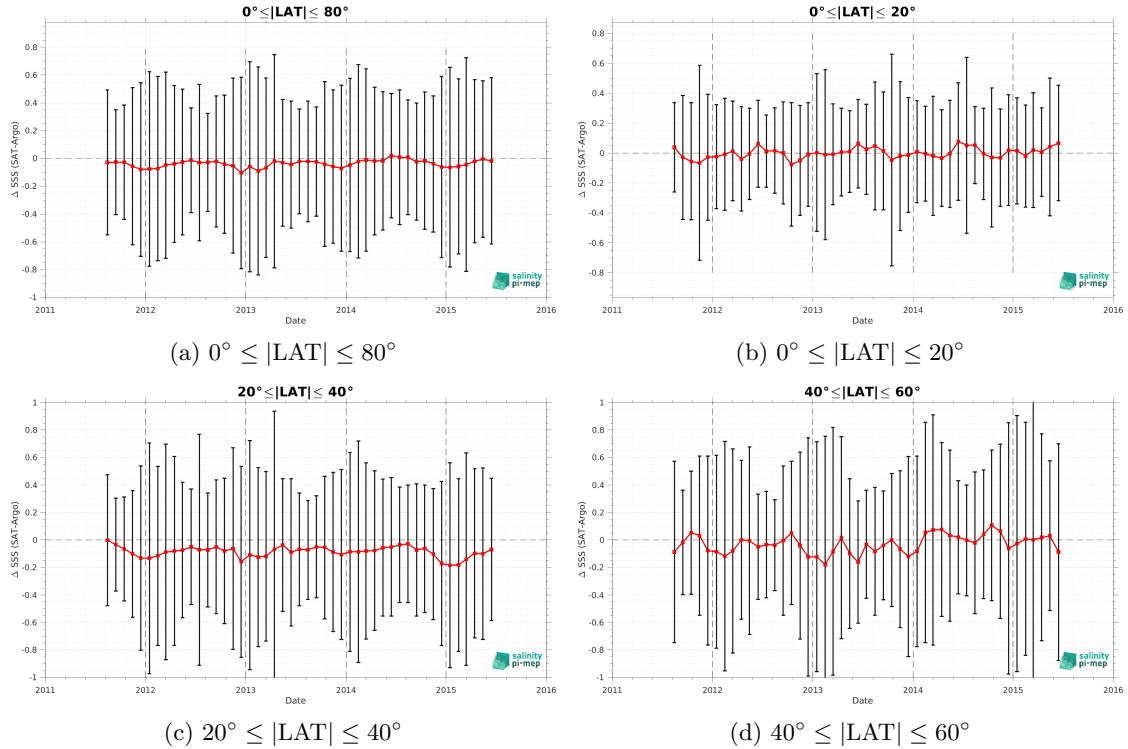 0°≤|LAT|≤ 80°
Δ SSS (SAT-Argo)
0.8
0.6
0.4
0.2
0
-0.2
-0.4
-0.6
-0.8
-1
2011 2012 2013 2014 2015 2016
Date
salinity
pi-mep
(a) 0° ≤ |LAT| ≤ 80°
0°≤|LAT|≤ 20°
Δ SSS (SAT-Argo)
0.8
0.6
0.4
0.2
0
-0.2
-0.4
-0.6
-0.8
2011 2012 2013 2014 2015 2016
Date
salinity
pi-mep
(b) 0° ≤ |LAT| ≤ 20°
20°≤|LAT|≤ 40°
Δ SSS (SAT-Argo)
1
0.8
0.6
0.4
0.2
0
-0.2
-0.4
-0.6
-0.8
-1
2011 2012 2013 2014 2015 2016
Date
salinity
pi-mep
(c) 20° ≤ |LAT| ≤ 40°
40°≤|LAT|≤ 60°
Δ SSS (SAT-Argo)
1
0.8
0.6
0.4
0.2
0
-0.2
-0.4
-0.6
-0.8
-1
2011 2012 2013 2014 2015 2016
Date
salinity
pi-mep
(d) 40° ≤ |LAT| ≤ 60°